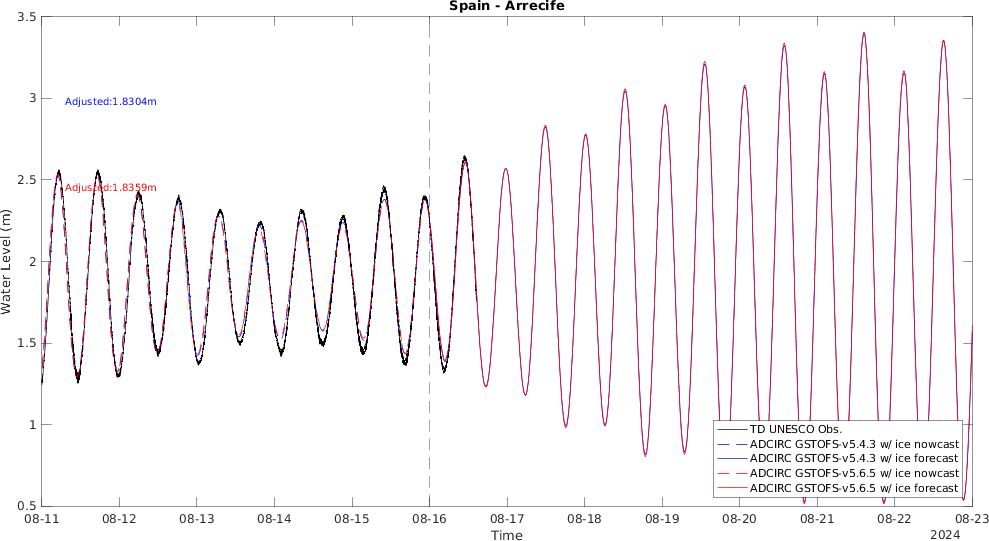 Spain - Arrecife
3.5
3
2.5
2
1.5
1
0.5
Water Level (m)
Adjusted:1.8304m
Adjusted:1.8359m
TD UNESCO Obs.
ADCIRC GSTOFS-v5.4.3 w/ ice nowcast
ADCIRC GSTOFS-v5.4.3 w/ ice forecast
ADCIRC GSTOFS-v5.6.5 w/ ice nowcast
ADCIRC GSTOFS-v5.6.5 w/ ice forecast
08-11 08-12 08-13 08-14 08-15 08-16 08-17 08-18 08-19 08-20 08-21 08-22 08-23
Time
2024